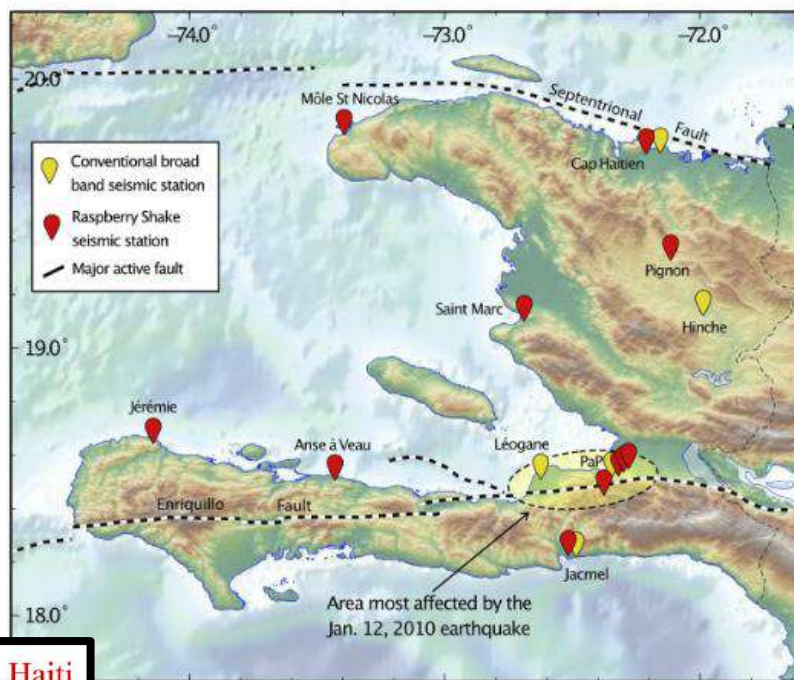 –74.0°
–73.0°
–72.0°
20.0°
Môle St Nicolas
Septentrional
Fault
Cap Haïtien
Conventional broad
band seismic station
Raspberry Shake
seismic station
Major active fault
Pignon
Hinche
Saint Marc
19.0°
Jérémie
Anse à Veau
Léogane
PaP
Enriquillo
Fault
Jacmel
Area most affected by the
Jan. 12, 2010 earthquake
18.0°
Haiti